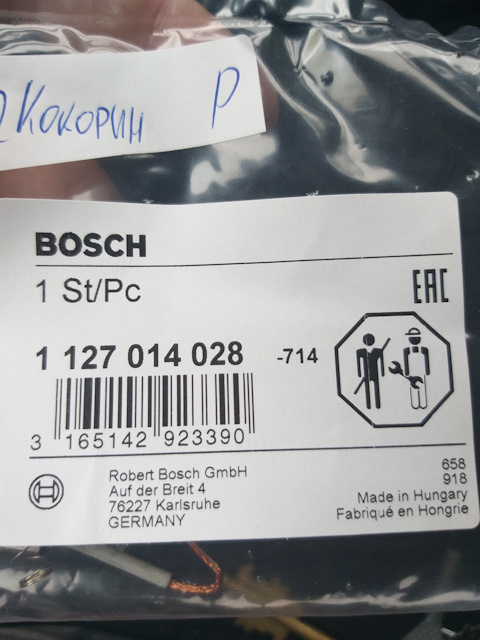 Кокорин Р
BOSCH
1 St/Pc
EAC
1 127 014 028 -714
3 165142 923390
Robert Bosch GmbH
Auf der Breit 4
76227 Karlsruhe
GERMANY
658
918
Made in Hungary
Fabriqué en Hongrie